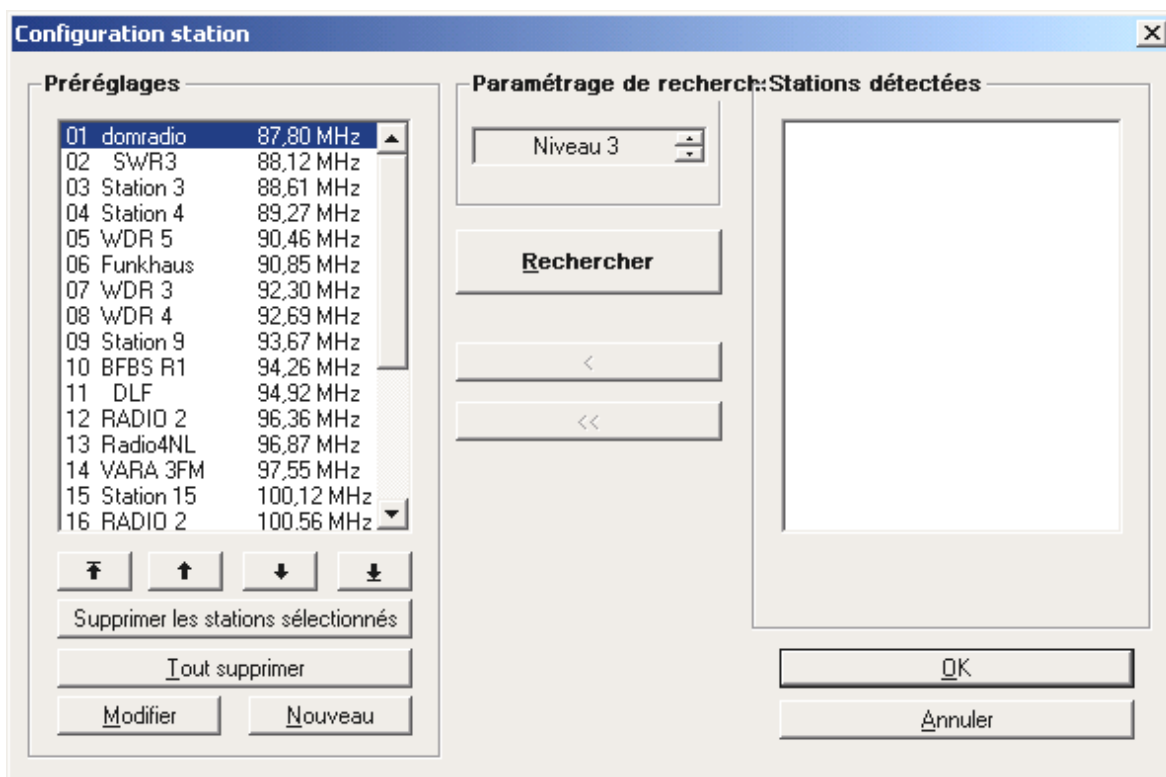 Configuration station
Préréglages
01 domradio 87,80 MHz
02 SWR3 88,12 MHz
03 Station 3 88,61 MHz
04 Station 4 89,27 MHz
05 WDR 5 90,46 MHz
06 Funkhaus 90,85 MHz
07 WDR 3 92,30 MHz
08 WDR 4 92,69 MHz
09 Station 9 93,67 MHz
10 BFBS R1 94,26 MHz
11 DLF 94,92 MHz
12 RADIO 2 96,36 MHz
13 Radio4NL 96,87 MHz
14 VARA 3FM 97,55 MHz
15 Station 15 100,12 MHz
16 RADIO 2 100,56 MHz
Supprimer les stations sélectionnés
Tout supprimer
Modifier
Nouveau
Paramétrage de recherch
Niveau 3
Rechercher
<
<<
Stations détectées
OK
Annuler